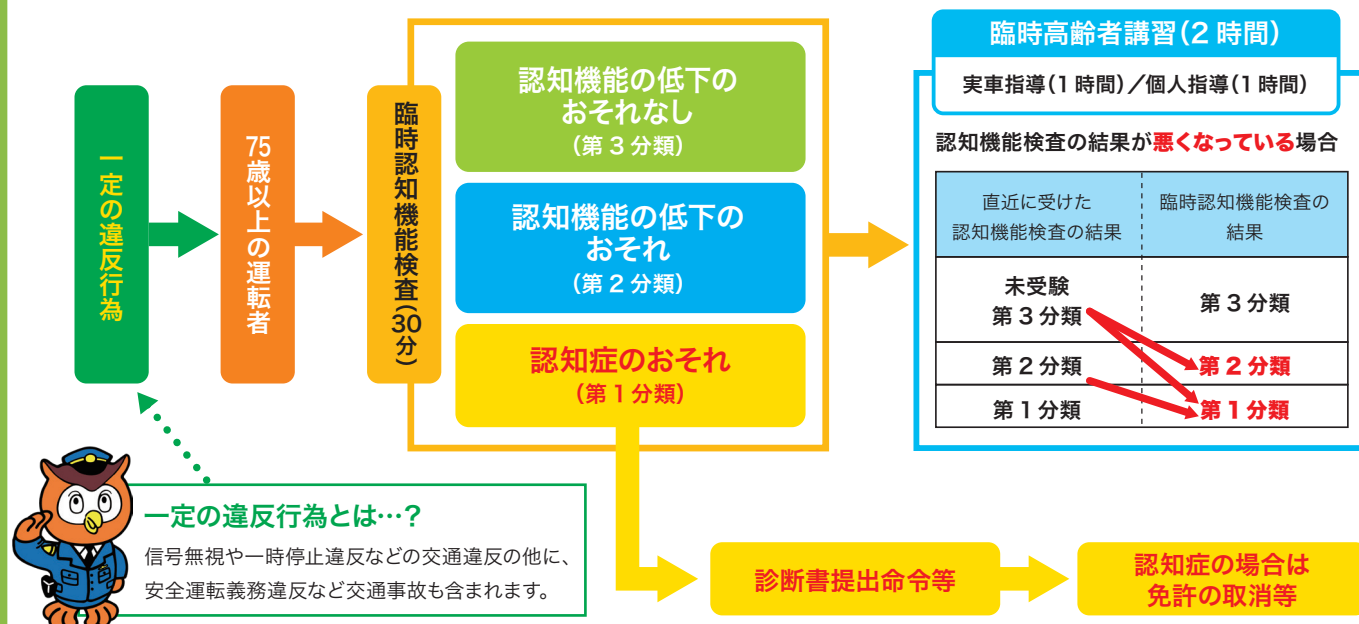 一定の違反行為
75歳以上の運転者
臨時認知機能検査(30分)
認知機能の低下の
おそれなし
(第3分類)
認知機能の低下の
おそれ
(第2分類)
認知症のおそれ
(第1分類)
臨時高齢者講習(2時間)
実車指導(1時間)/個人指導(1時間)
認知機能検査の結果が悪くなっている場合
直近に受けた
認知機能検査の結果
臨時認知機能検査の
結果
未受験
第3分類
第3分類
第2分類
第2分類
第1分類
第1分類
一定の違反行為とは…?
信号無視や一時停止違反などの交通違反の他に、
安全運転義務違反など交通事故も含まれます。
診断書提出命令等
認知症の場合は
免許の取消等